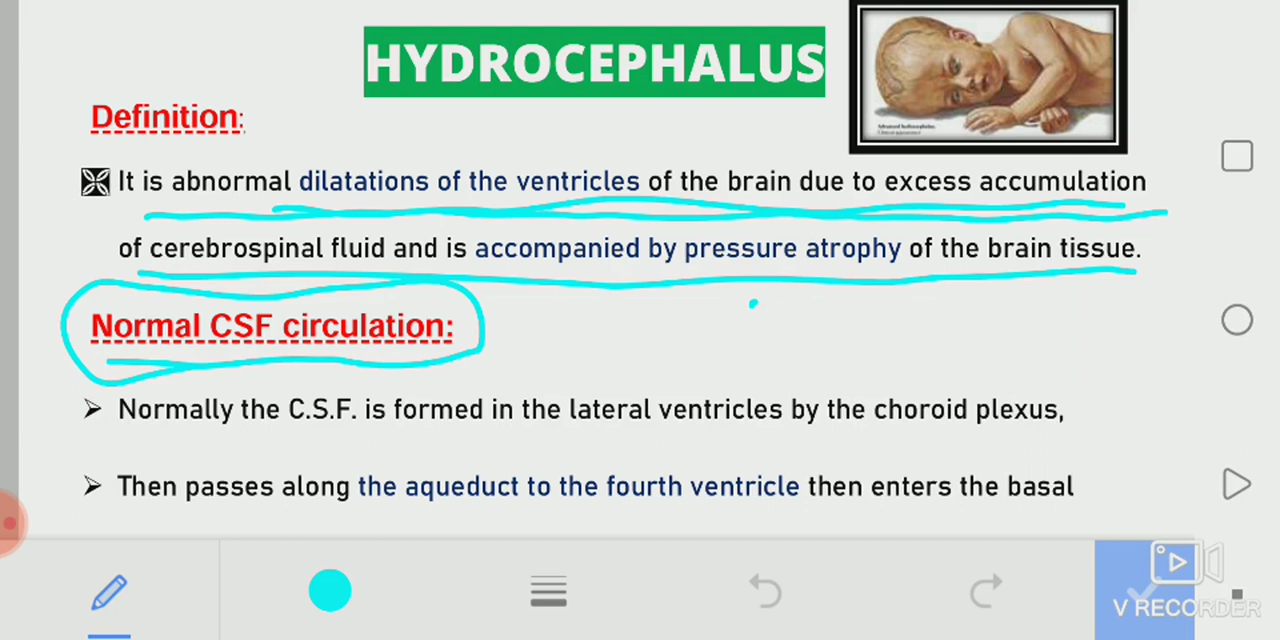 HYDROCEPHALUS
Definition:
It is abnormal dilatations of the ventricles of the brain due to excess accumulation
of cerebrospinal fluid and is accompanied by pressure atrophy of the brain tissue.
Normal CSF circulation:
Normally the C.S.F. is formed in the lateral ventricles by the choroid plexus,
Then passes along the aqueduct to the fourth ventricle then enters the basal
V RECORDER